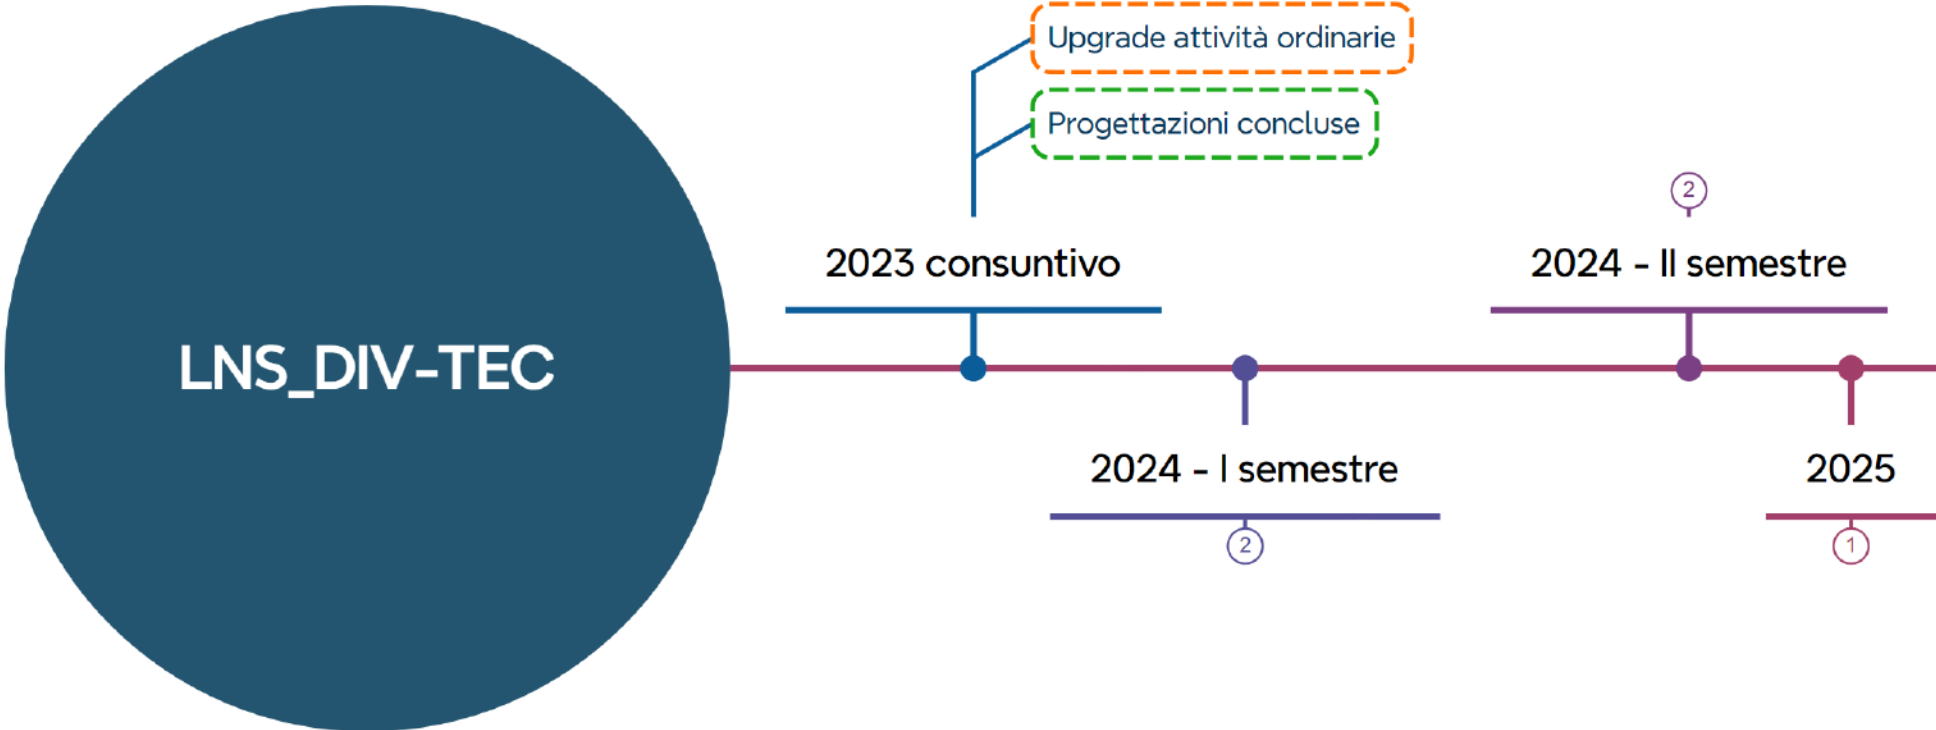 Upgrade attività ordinarie
Progettazioni concluse
2
2023 consuntivo
2024 - II semestre
LNS_DIV-TEC
2024 - I semestre
2025
2
1